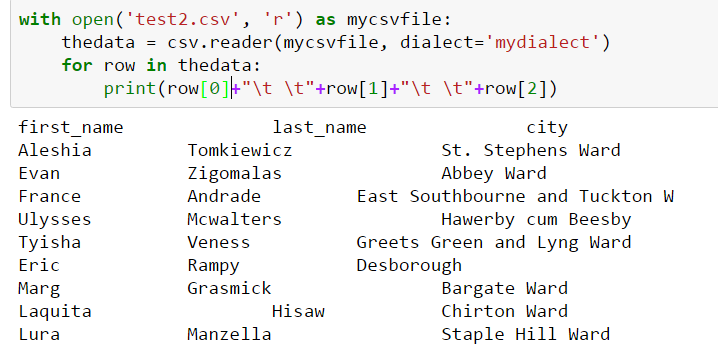 with open('test2.csv', 'r') as mycsvfile:
    thedata = csv.reader(mycsvfile, dialect='mydialect')
    for row in thedata:
        print(row[0]+"\t \t"+row[1]+"\t \t"+row[2])
first_name              last_name               city
Aleshia         Tomkiewicz              St. Stephens Ward
Evan            Zigomalas               Abbey Ward
France          Andrade         East Southbourne and Tuckton W
Ulysses         Mcwalters               Hawerby cum Beesby
Tyisha          Veness          Greets Green and Lyng Ward
Eric            Rampy           Desborough
Marg            Grasmick                Bargate Ward
Laquita                 Hisaw           Chirton Ward
Lura            Manzella                Staple Hill Ward